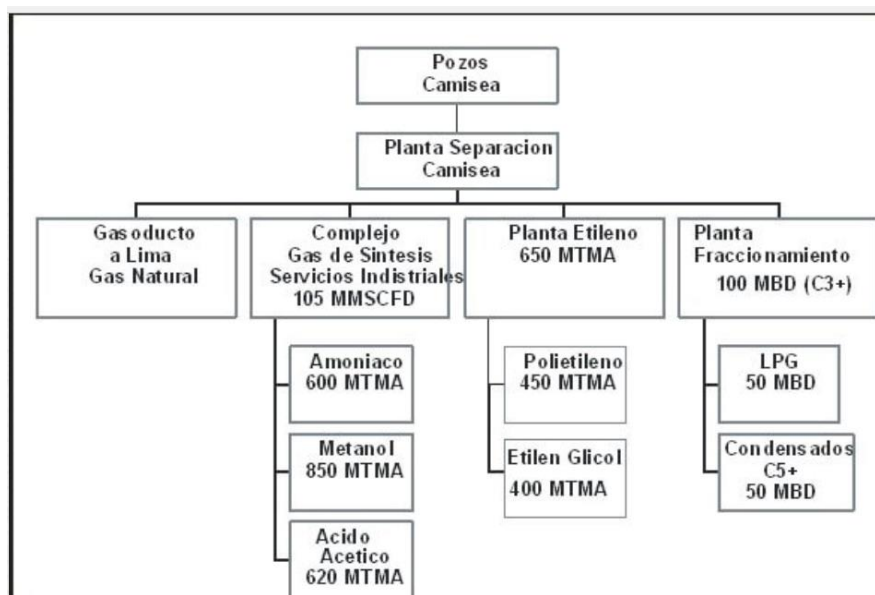 Pozos
Camisea
Planta Separacion
Camisea
Gasoducto
a Lima
Gas Natural
Complejo
Gas de Sintesis
Servicios Indistriales
105 MMSCFD
Planta Etileno
650 MTMA
Planta
Fraccionamiento
100 MBD (C3+)
Amoniaco
600 MTMA
Metanol
850 MTMA
Acido
Acetico
620 MTMA
Polietileno
450 MTMA
Etilen Glicol
400 MTMA
LPG
50 MBD
Condensados
C5+
50 MBD